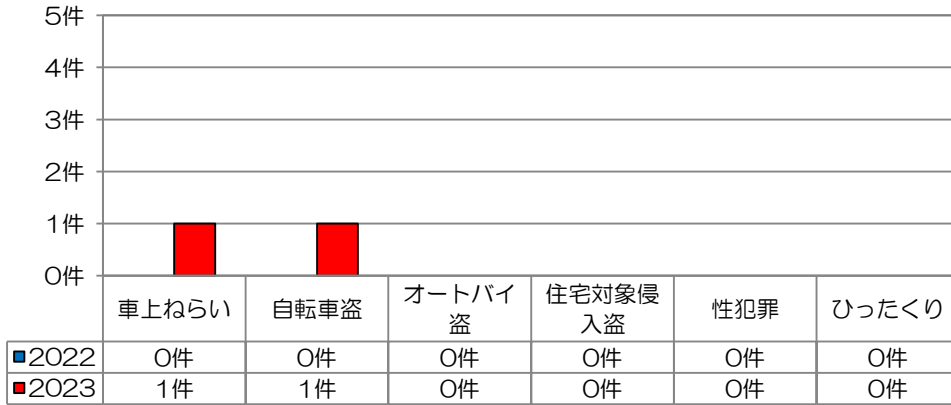 5件
4件
3件
2件
1件
0件
車上ねらい 自転車盗 オートバイ盗 住宅対象侵入盗 性犯罪 ひったくり
2022 0件 0件 0件 0件 0件 0件
2023 1件 1件 0件 0件 0件 0件